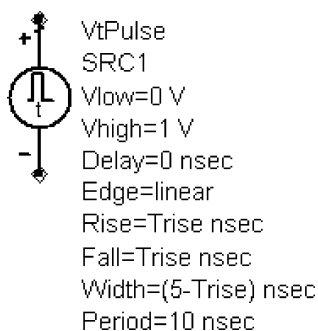 +
VtPulse
SRC1
t
Vlow=0 V
Vhigh=1 V
Delay=0 nsec
–
Edge=linear
Rise=Trise nsec
Fall=Trise nsec
Width=(5-Trise) nsec
Period=10 nsec